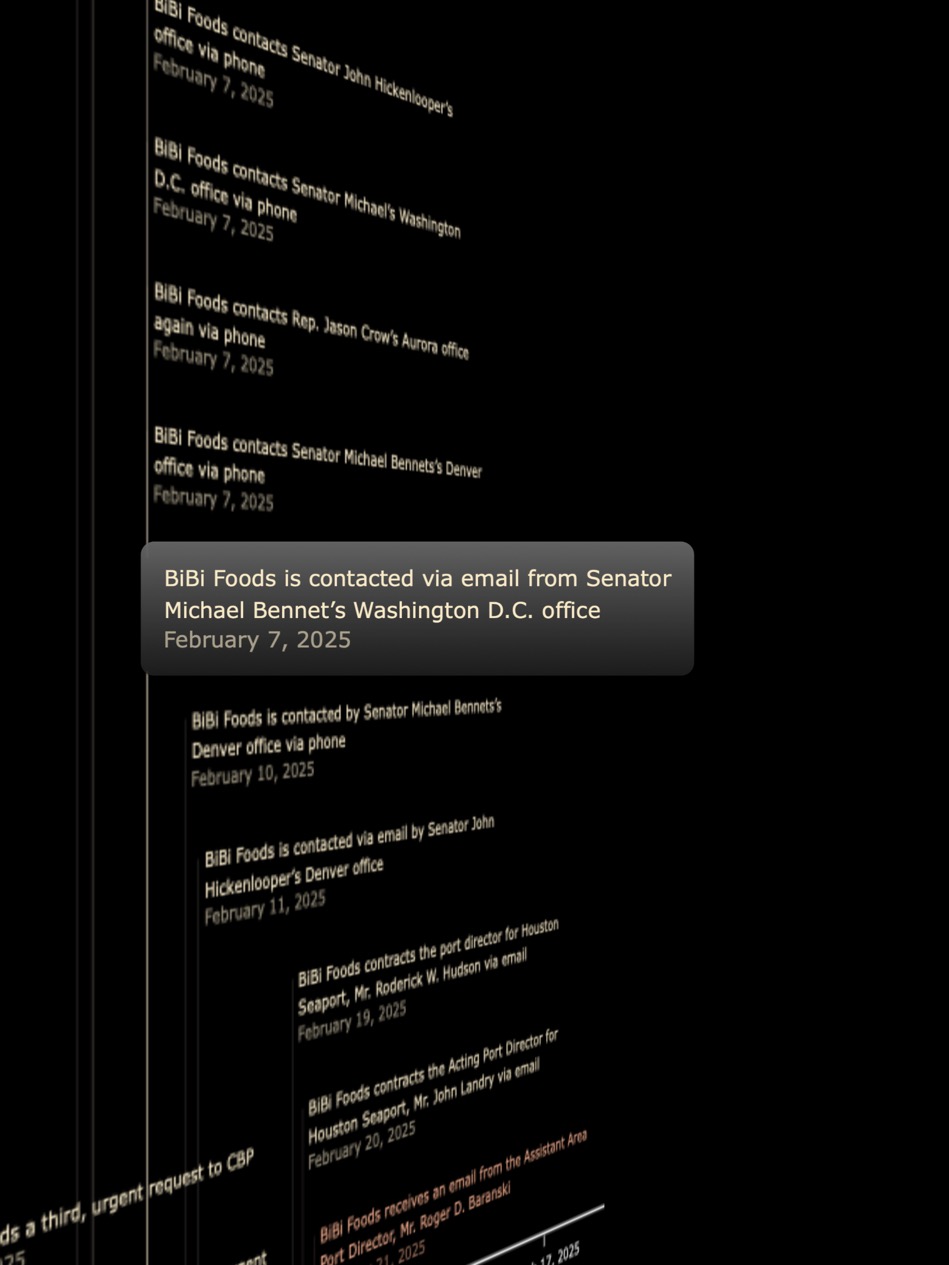 BiBi Foods contacts Senator John Hickenlooper's
office via phone
February 7, 2025
BiBi Foods contacts Senator Michael's Washington
D.C. office via phone
February 7, 2025
BiBi Foods contacts Rep. Jason Crow's Aurora office
again via phone
February 7, 2025
BiBi Foods contacts Senator Michael Bennets's Denver
office via phone
February 7, 2025
BiBi Foods is contacted via email from Senator
Michael Bennet’s Washington D.C. office
February 7, 2025
BiBi Foods is contacted by Senator Michael Bennets's
Denver office via phone
February 10, 2025
BiBi Foods is contacted via email by Senator John
Hickenlooper's Denver office
February 11, 2025
BiBi Foods contracts the port director for Houston
Seaport, Mr. Roderick W. Hudson via email
February 19, 2025
BiBi Foods contracts the Acting Port Director for
Houston Seaport, Mr. John Landry via email
February 20, 2025
BiBi Foods receives an email from the Assistant Area
Port Director, Mr. Roger D. Baranski
21, 2025
ds a third, urgent request to CBP
25
17, 2025